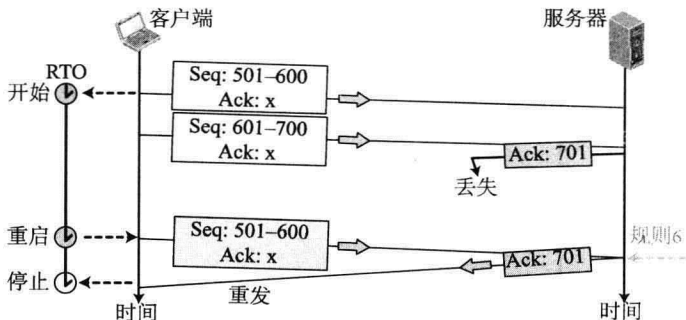 客户端
服务器
RTO
开始
Seq: 501–600
Ack: x
Seq: 601–700
Ack: x
Ack: 701
丢失
重启
Seq: 501–600
Ack: x
规则6
Ack: 701
停止
重发
时间
时间